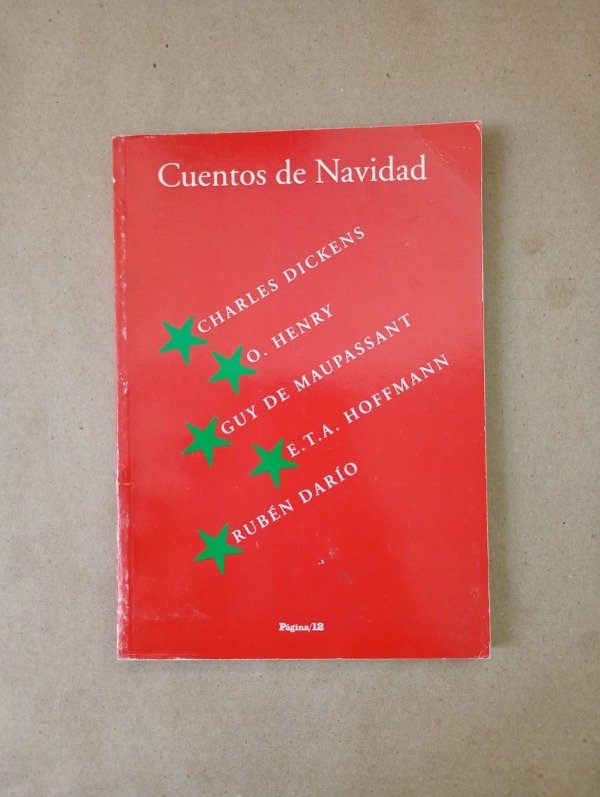 Cuentos de Navidad
CHARLES DICKENS
O. HENRY
GUY DE MAUPASSANT
E.T.A. HOFFMANN
RUBÉN DARÍO
Página/12